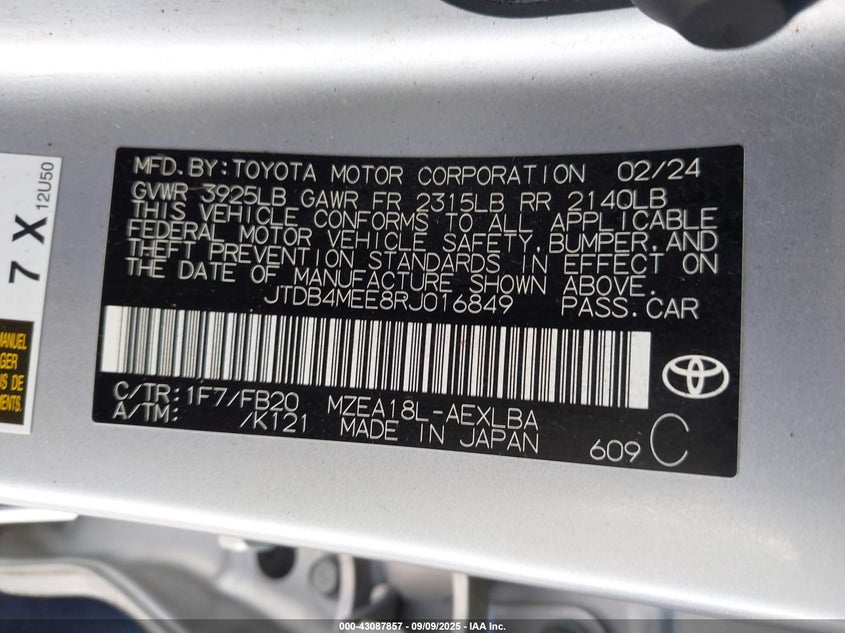 MFD.BY:TOYOTA MOTOR CORPORATION 02/24
GVWR 3925LB GAWR FR 2315LB RR 2140LB
THIS VEHICLE CONFORMS TO ALL APPLICABLE
FEDERAL MOTOR VEHICLE SAFETY, BUMPER, AND
THEFT PREVENTION STANDARDS IN EFFECT ON
THE DATE OF MANUFACTURE SHOWN ABOVE.
JTDB4MEE8RJ016849 PASS.CAR
C/TR:1F7/FB20 MZEA18L-AEXLBA
A/TM: /K121 MADE IN JAPAN
609 C
7 X
12U50
MANUEL
GER
S DE
EMENTS.
000-43087857 - 09/09/2025 - IAA Inc.